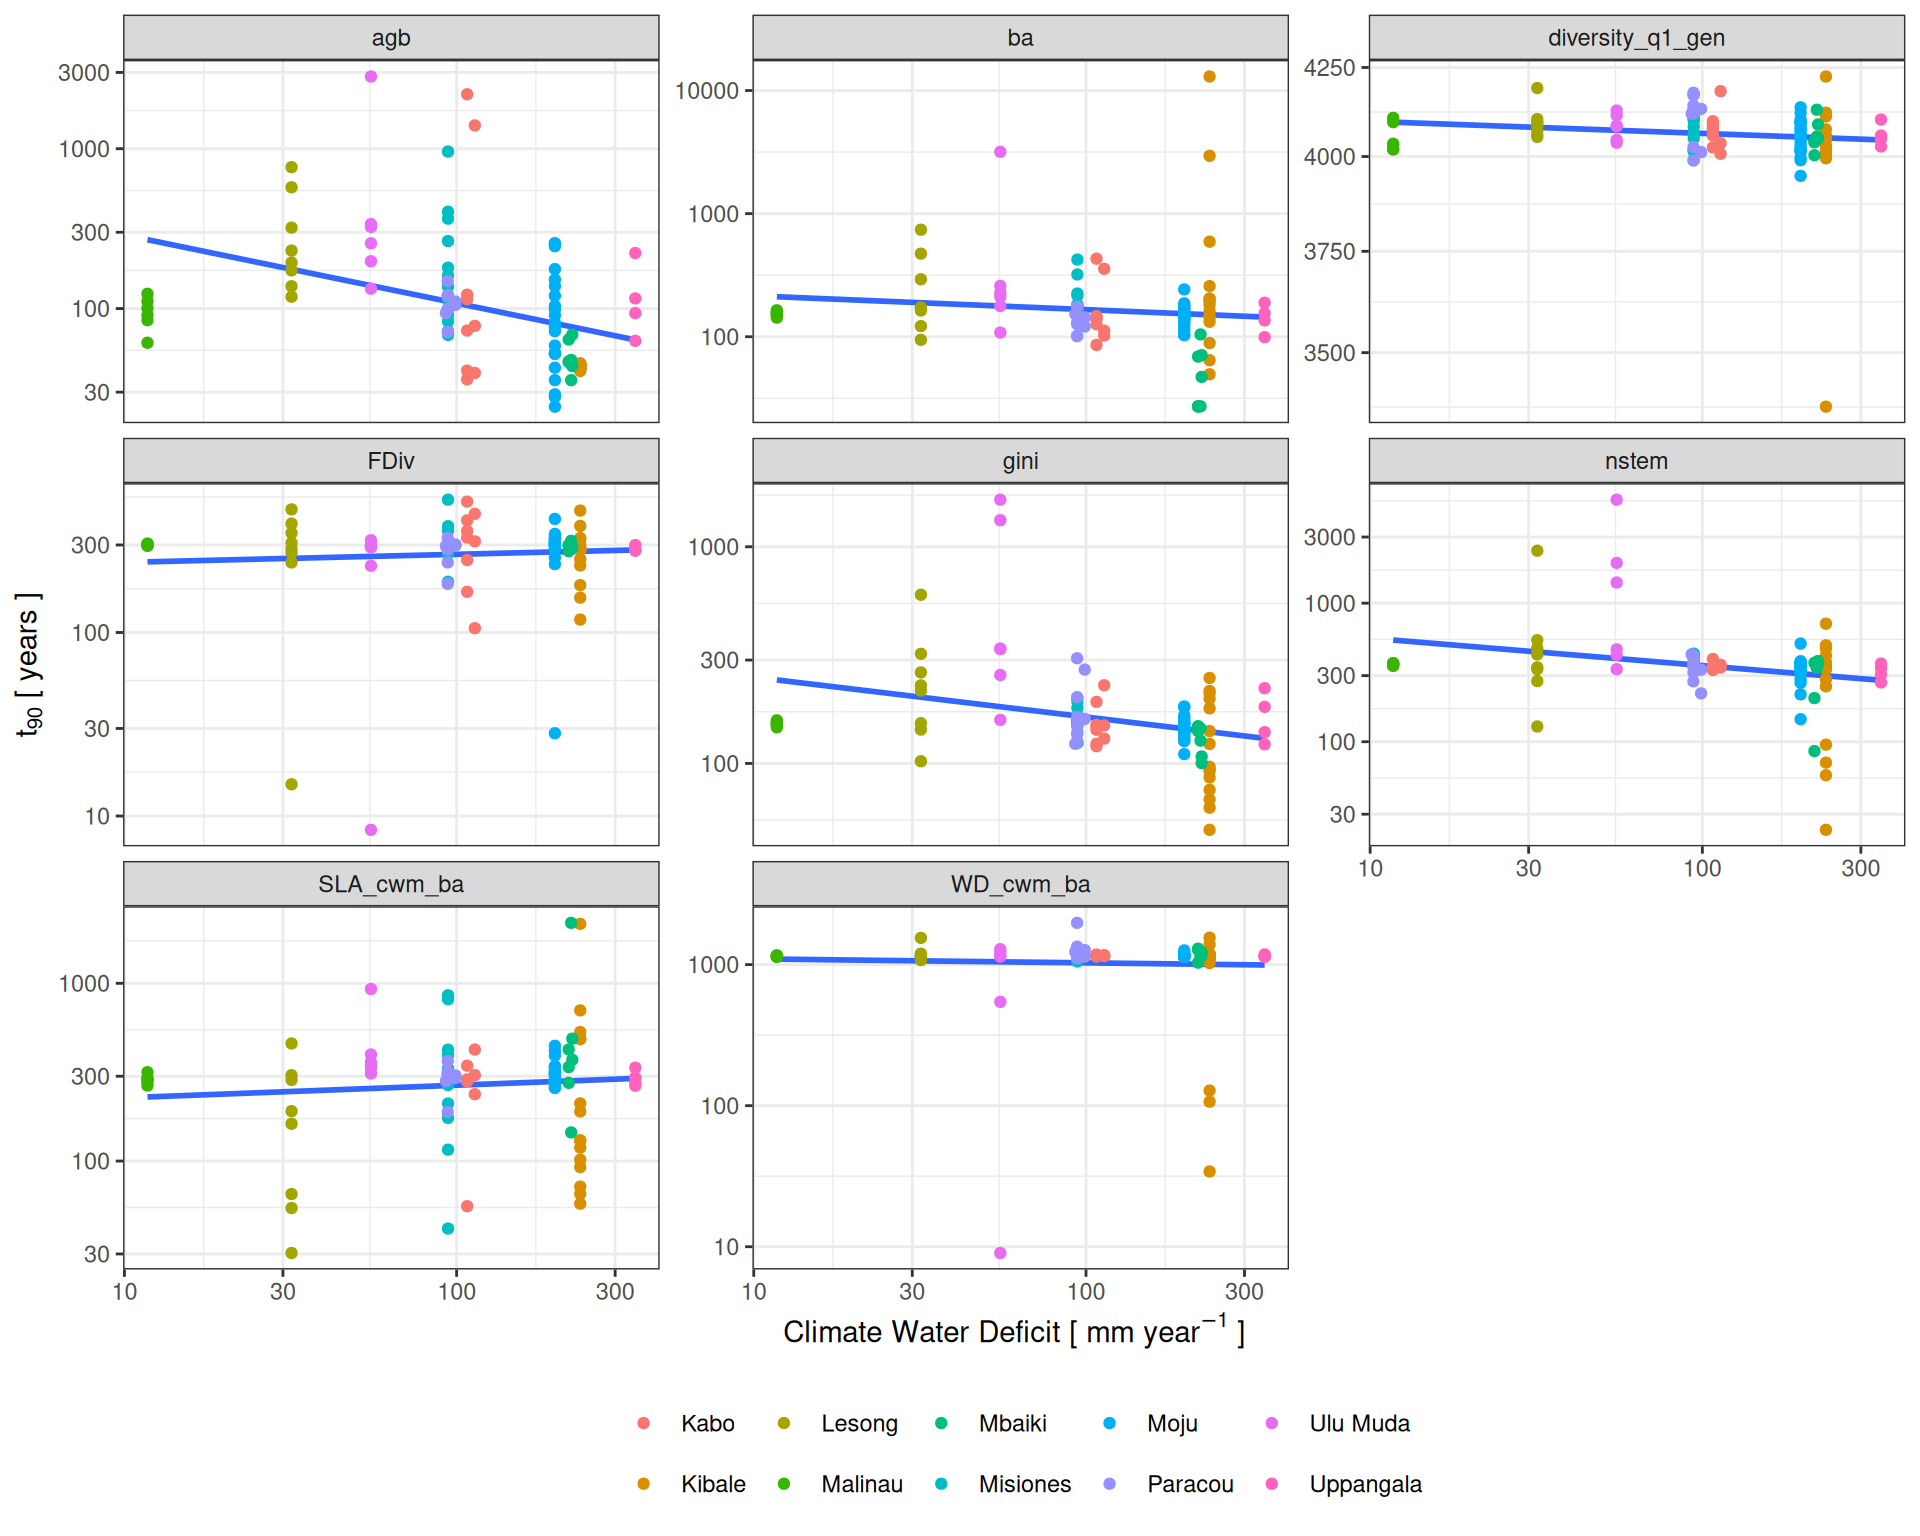 agb
ba
diversity_q1_gen
3000
1000
300
100
30
10000
1000
100
4250
4000
3750
3500
FDiv
gini
nstem
300
100
30
10
1000
300
100
3000
1000
300
100
30
10 30 100 300
SLA_cwm_ba
WD_cwm_ba
1000
300
100
30
1000
100
10
10 30 100 300
10 30 100 300
t90 [ years ]
Climate Water Deficit [ mm year−1 ]
Kabo Lesong Mbaiki Moju Ulu Muda
Kibale Malinau Misiones Paracou Uppangala